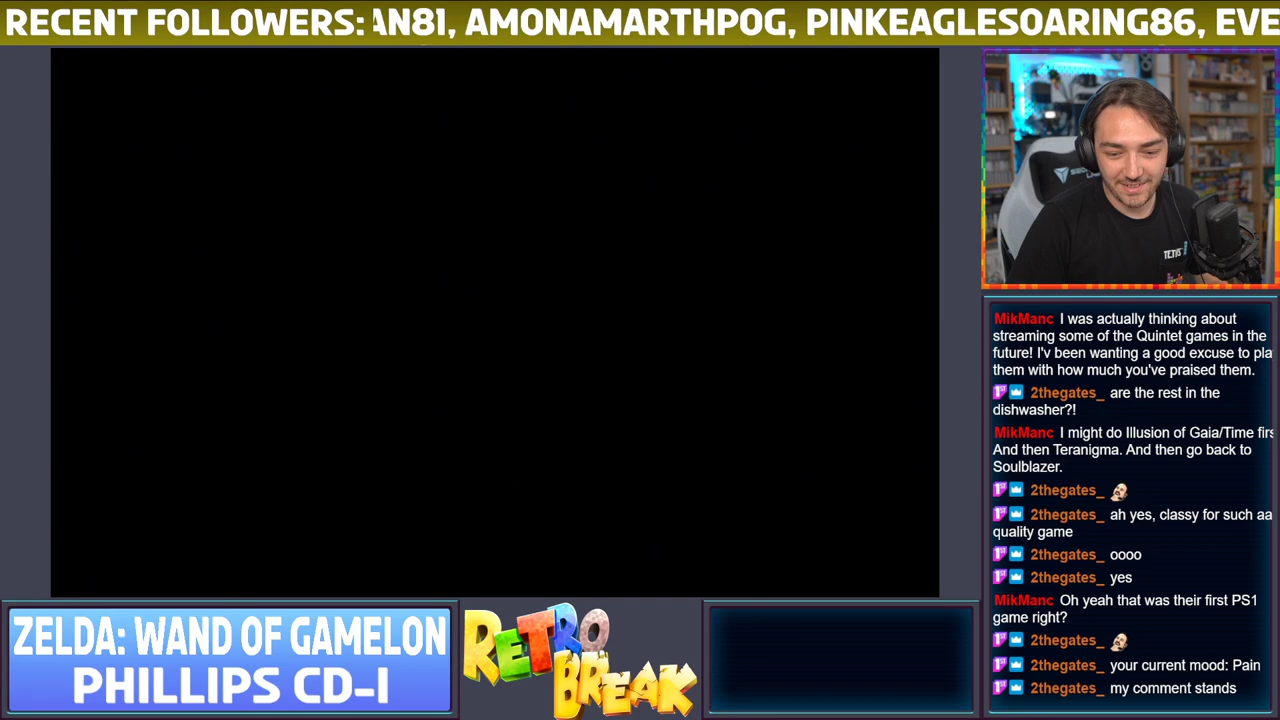 RECENT FOLLOWERS: AN81, AMONAMARTHPOG, PINKEAGLESOARING86, EVE
TETRIS
MikManc I was actually thinking about
streaming some of the Quintet games in the
future! I'v been wanting a good excuse to pla
them with how much you've praised them.
2thegates_ are the rest in the
dishwasher?!
MikManc I might do Illusion of Gaia/Time firs
And then Teranigma. And then go back to
Soulblazer.
2thegates_
2thegates_ ah yes, classy for such aa
quality game
2thegates_ oooo
2thegates_ yes
MikManc Oh yeah that was their first PS1
game right?
2thegates_
2thegates_ your current mood: Pain
2thegates_ my comment stands
ZELDA: WAND OF GAMELON
PHILLIPS CD-I
RETRO
BREAK